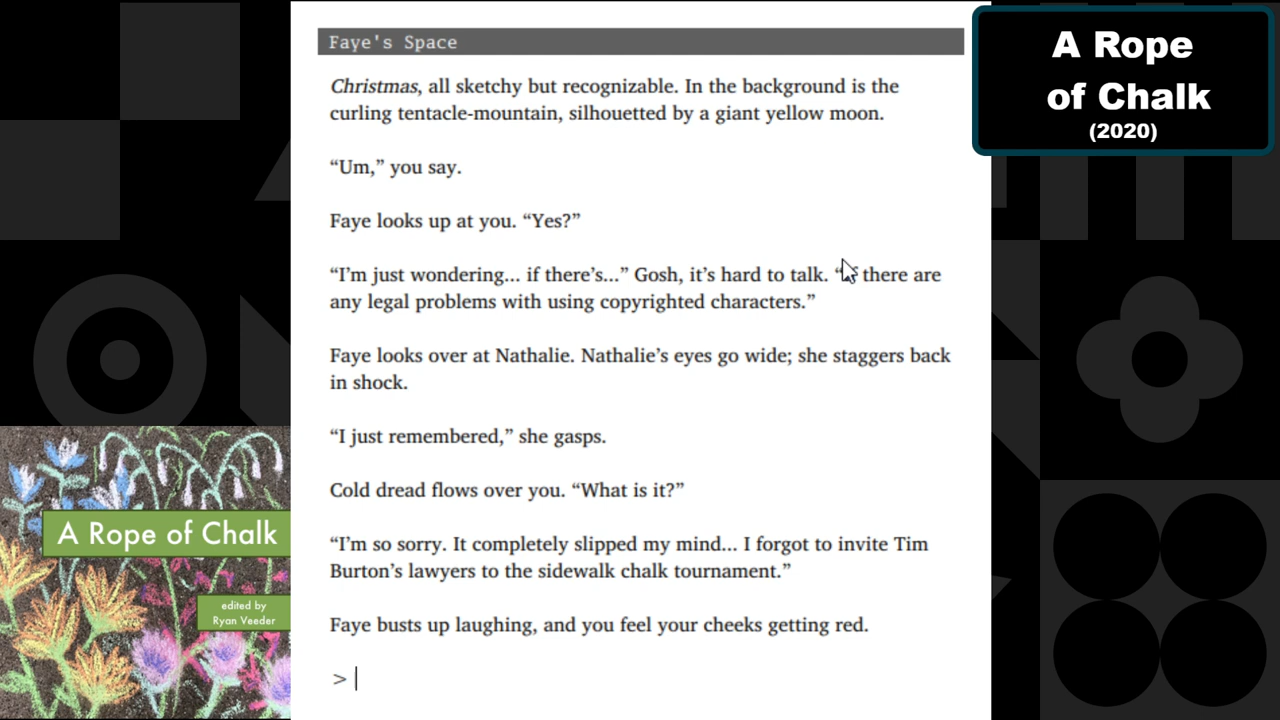 Faye's Space
Christmas, all sketchy but recognizable. In the background is the
curling tentacle-mountain, silhouetted by a giant yellow moon.
“Um,” you say.
Faye looks up at you. “Yes?”
“I’m just wondering... if there’s...” Gosh, it’s hard to talk. “ there are
any legal problems with using copyrighted characters.”
Faye looks over at Nathalie. Nathalie’s eyes go wide; she staggers back
in shock.
“I just remembered,” she gasps.
Cold dread flows over you. “What is it?”
“I’m so sorry. It completely slipped my mind... I forgot to invite Tim
Burton’s lawyers to the sidewalk chalk tournament.”
Faye busts up laughing, and you feel your cheeks getting red.
>
A Rope
of Chalk
(2020)
A Rope of Chalk
edited by
Ryan Veeder